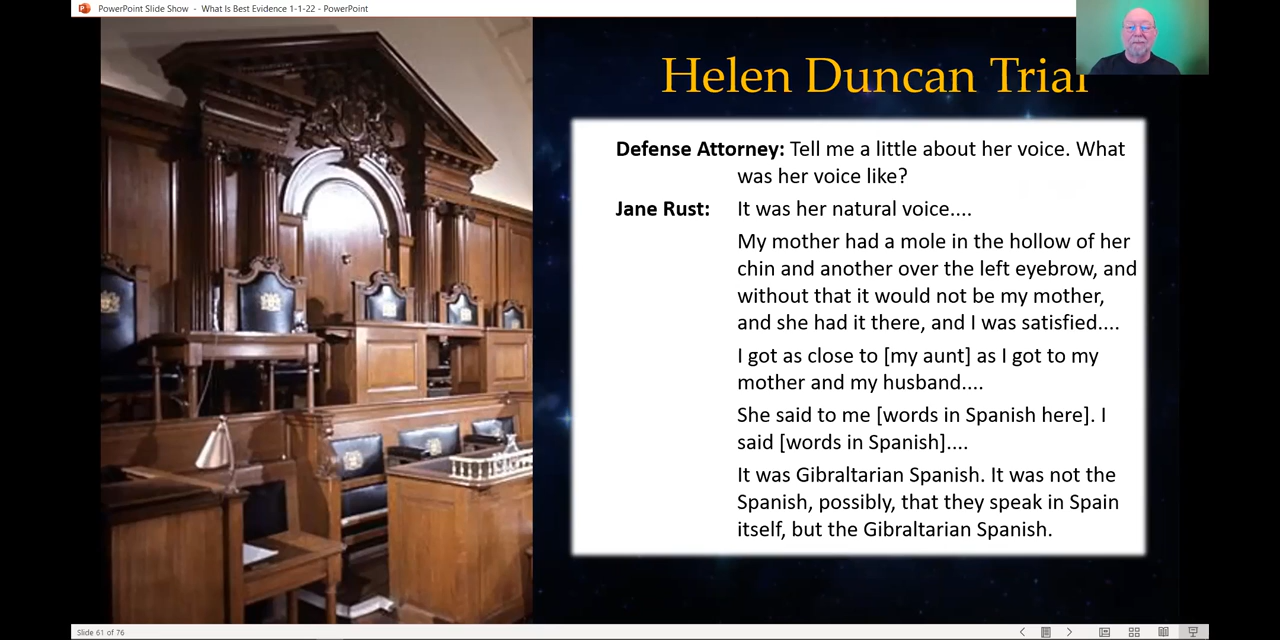 PowerPoint Slide Show - What Is Best Evidence 1-1-22 - PowerPoint
Helen Duncan Trial
Defense Attorney: Tell me a little about her voice. What
was her voice like?
Jane Rust: It was her natural voice....
My mother had a mole in the hollow of her
chin and another over the left eyebrow, and
without that it would not be my mother,
and she had it there, and I was satisfied....
I got as close to [my aunt] as I got to my
mother and my husband....
She said to me [words in Spanish here]. I
said [words in Spanish]....
It was Gibraltarian Spanish. It was not the
Spanish, possibly, that they speak in Spain
itself, but the Gibraltarian Spanish.
Slide 61 of 76